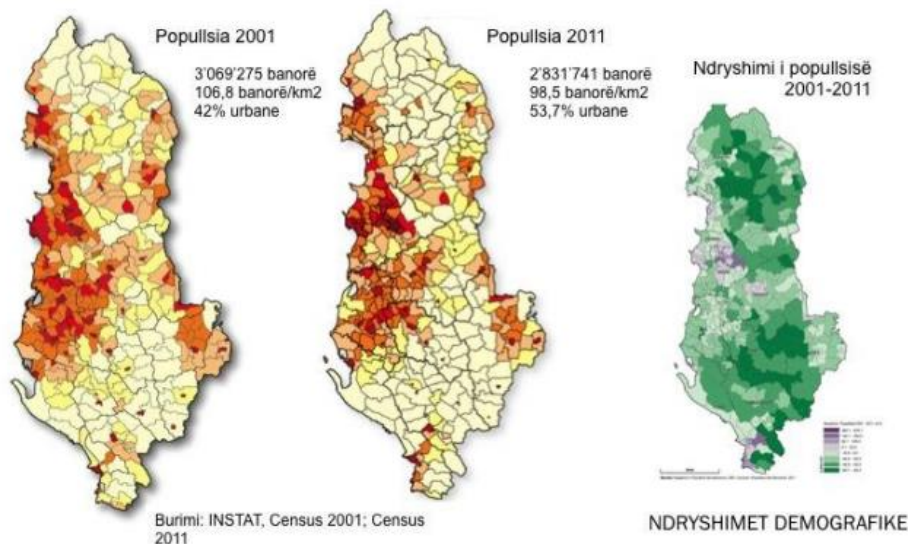 Popullsia 2001
3'069'275 banorë
106,8 banorë/km2
42% urbane
Popullsia 2011
2'831'741 banorë
98,5 banorë/km2
53,7% urbane
Ndryshimi i popullsisë
2001-2011
Burimi: INSTAT, Census 2001; Census
2011
NDRYSHIMET DEMOGRAFIKE